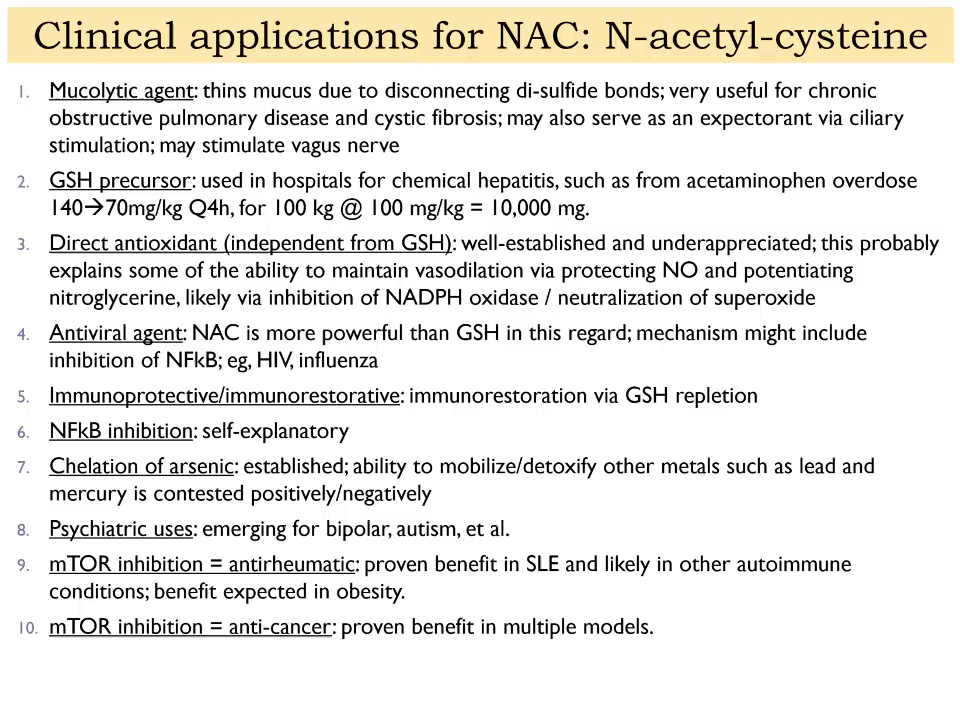 Clinical applications for NAC: N-acetyl-cysteine
1. Mucolytic agent: thins mucus due to disconnecting di-sulfide bonds; very useful for chronic
obstructive pulmonary disease and cystic fibrosis; may also serve as an expectorant via ciliary
stimulation; may stimulate vagus nerve
2. GSH precursor: used in hospitals for chemical hepatitis, such as from acetaminophen overdose
140→70mg/kg Q4h, for 100 kg @ 100 mg/kg = 10,000 mg.
3. Direct antioxidant (independent from GSH): well-established and underappreciated; this probably
explains some of the ability to maintain vasodilation via protecting NO and potentiating
nitroglycerine, likely via inhibition of NADPH oxidase / neutralization of superoxide
4. Antiviral agent: NAC is more powerful than GSH in this regard; mechanism might include
inhibition of NFkB; eg, HIV, influenza
5. Immunoprotective/immunorestorative: immunorestoration via GSH repletion
6. NFkB inhibition: self-explanatory
7. Chelation of arsenic: established; ability to mobilize/detoxify other metals such as lead and
mercury is contested positively/negatively
8. Psychiatric uses: emerging for bipolar, autism, et al.
9. mTOR inhibition = antirheumatic: proven benefit in SLE and likely in other autoimmune
conditions; benefit expected in obesity.
10. mTOR inhibition = anti-cancer: proven benefit in multiple models.